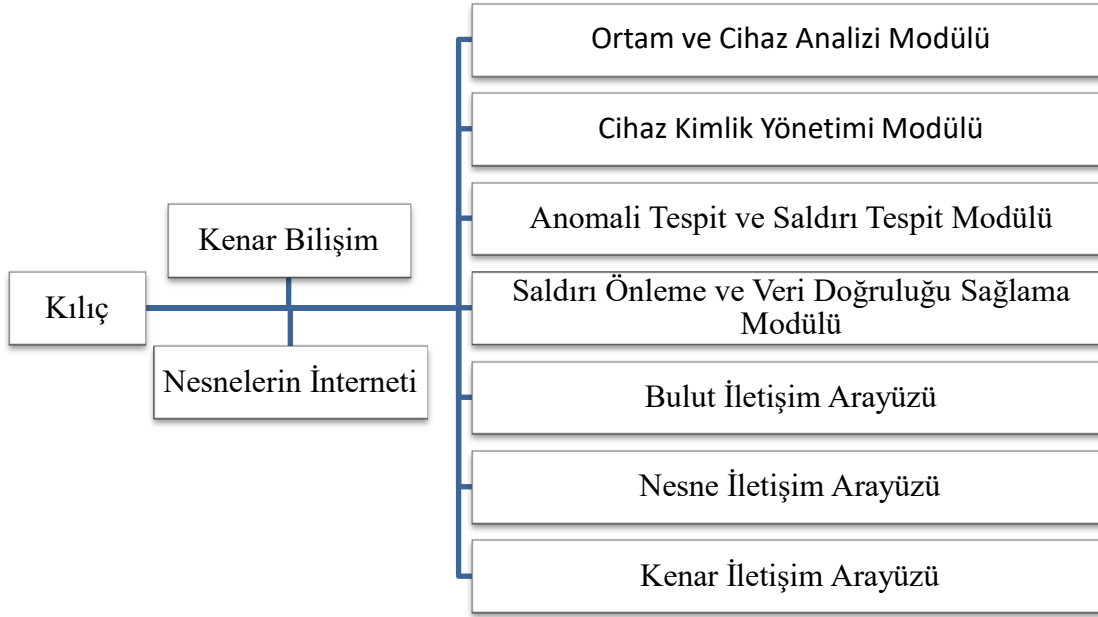 Ortam ve Cihaz Analizi Modülü
Cihaz Kimlik Yönetimi Modülü
Anomali Tespit ve Saldırı Tespit Modülü
Kenar Bilişim
Kılıç
Saldırı Önleme ve Veri Doğruluğu Sağlama
Modülü
Nesnelerin İnterneti
Bulut İletişim Arayüzü
Nesne İletişim Arayüzü
Kenar İletişim Arayüzü